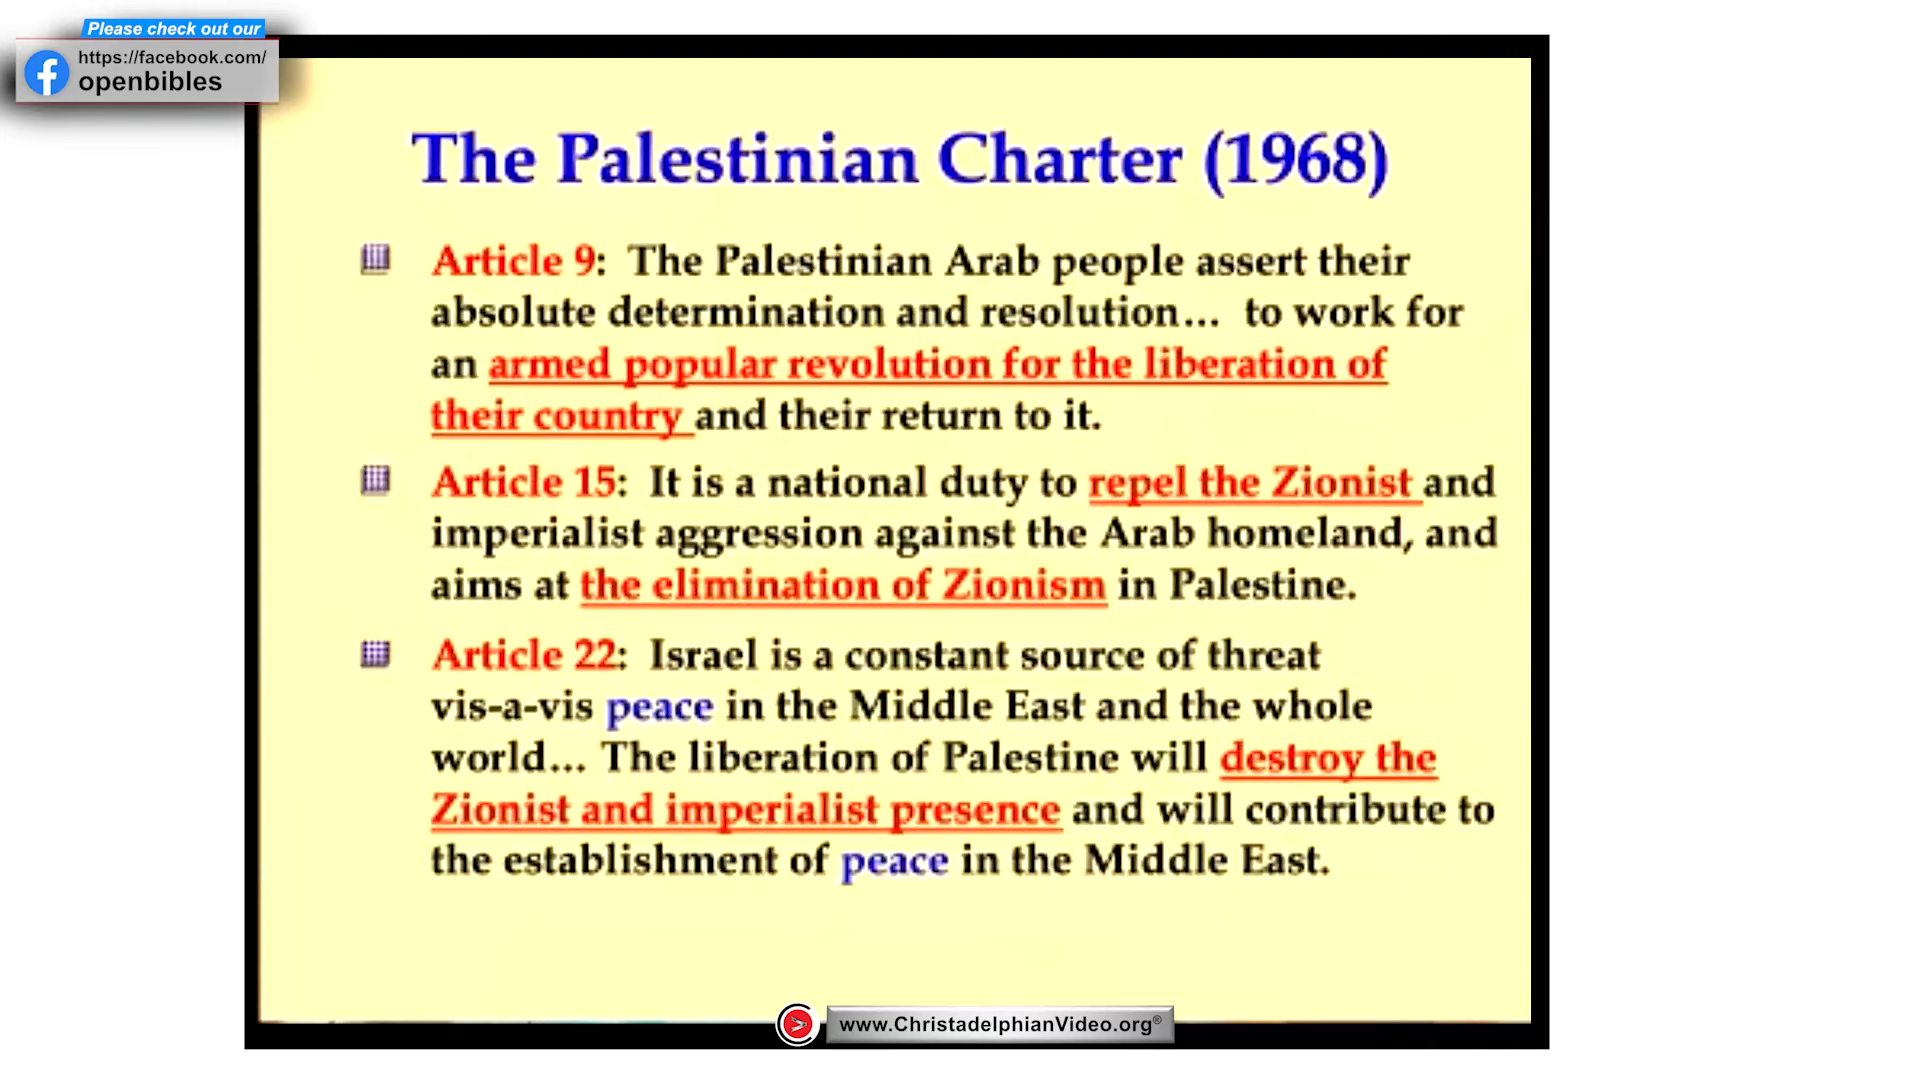 Please check out our
https://facebook.com/
openbibles
The Palestinian Charter (1968)
Article 9:  The Palestinian Arab people assert their
absolute determination and resolution…  to work for
an armed popular revolution for the liberation of
their country and their return to it.
Article 15:  It is a national duty to repel the Zionist and
imperialist aggression against the Arab homeland, and
aims at the elimination of Zionism in Palestine.
Article 22:  Israel is a constant source of threat
vis-a-vis peace in the Middle East and the whole
world… The liberation of Palestine will destroy the
Zionist and imperialist presence and will contribute to
the establishment of peace in the Middle East.
www.ChristadelphianVideo.org®